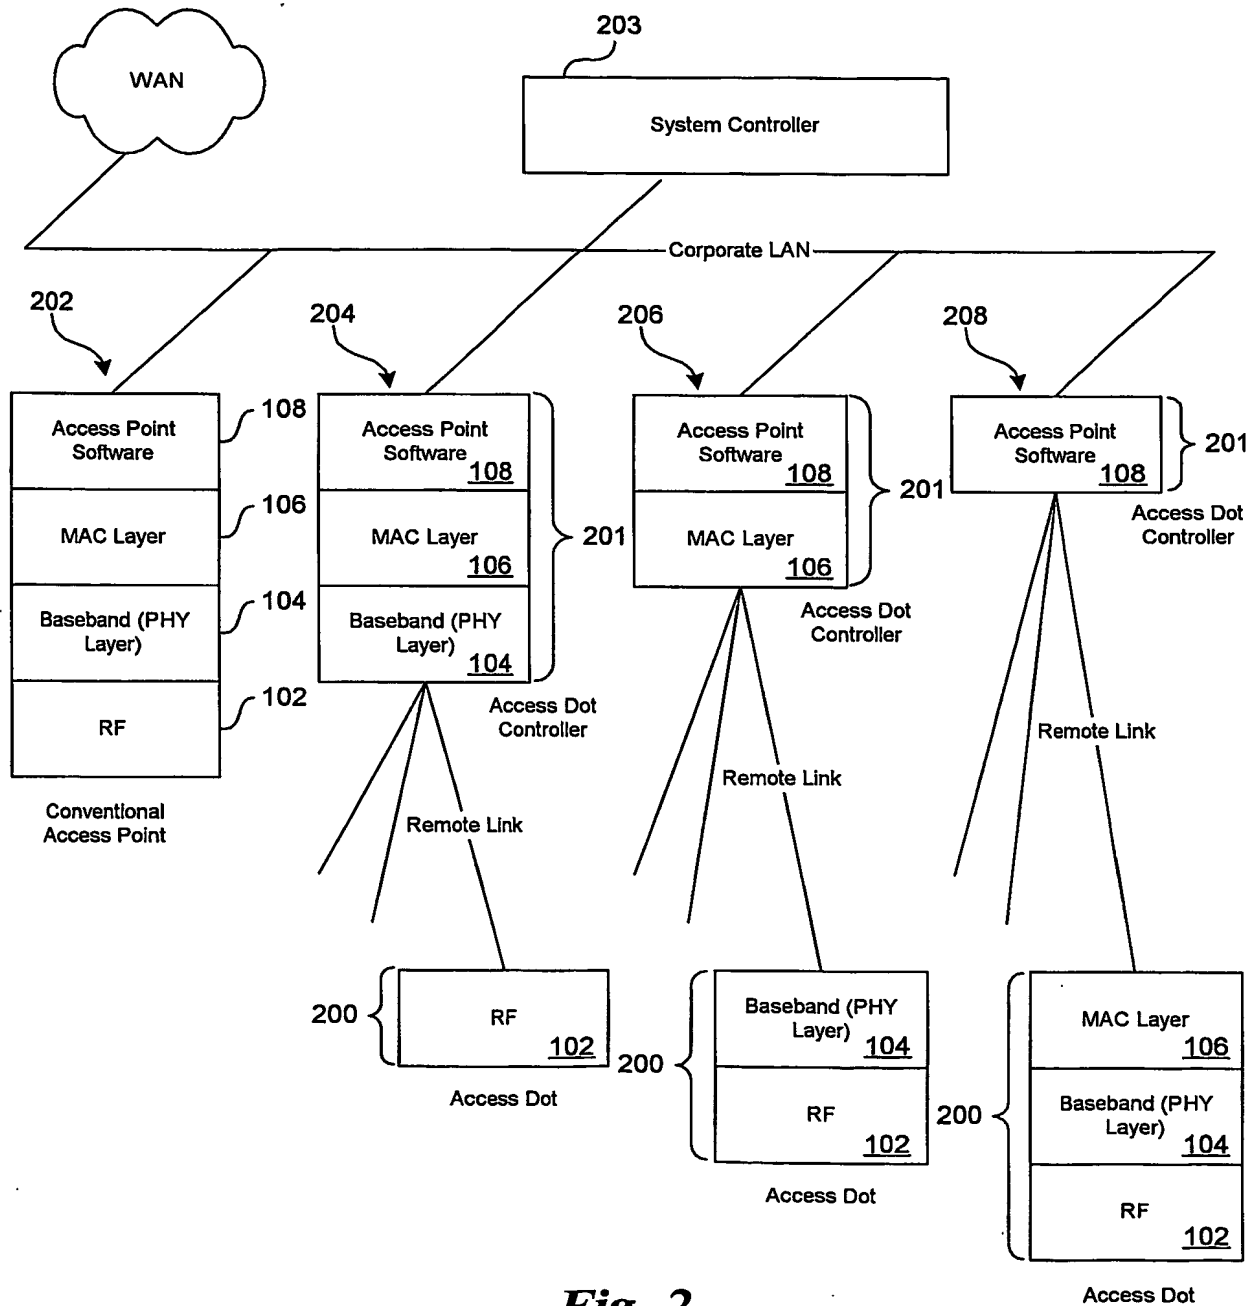 203
WAN
System Controller
Corporate LAN
202
204
206
208
Access Point
Software
108
MAC Layer
106
Baseband (PHY
Layer)
104
RF
102
Conventional
Access Point
Access Point
Software
108
MAC Layer
106
Baseband (PHY
Layer)
104
201
Access Dot
Controller
Remote Link
200
RF
102
Access Dot
Access Point
Software
108
MAC Layer
106
201
Access Dot
Controller
Remote Link
200
Baseband (PHY
Layer)
104
RF
102
Access Dot
Access Point
Software
108
201
Access Dot
Controller
Remote Link
200
MAC Layer
106
Baseband (PHY
Layer)
104
RF
102
Access Dot
Fig. 2